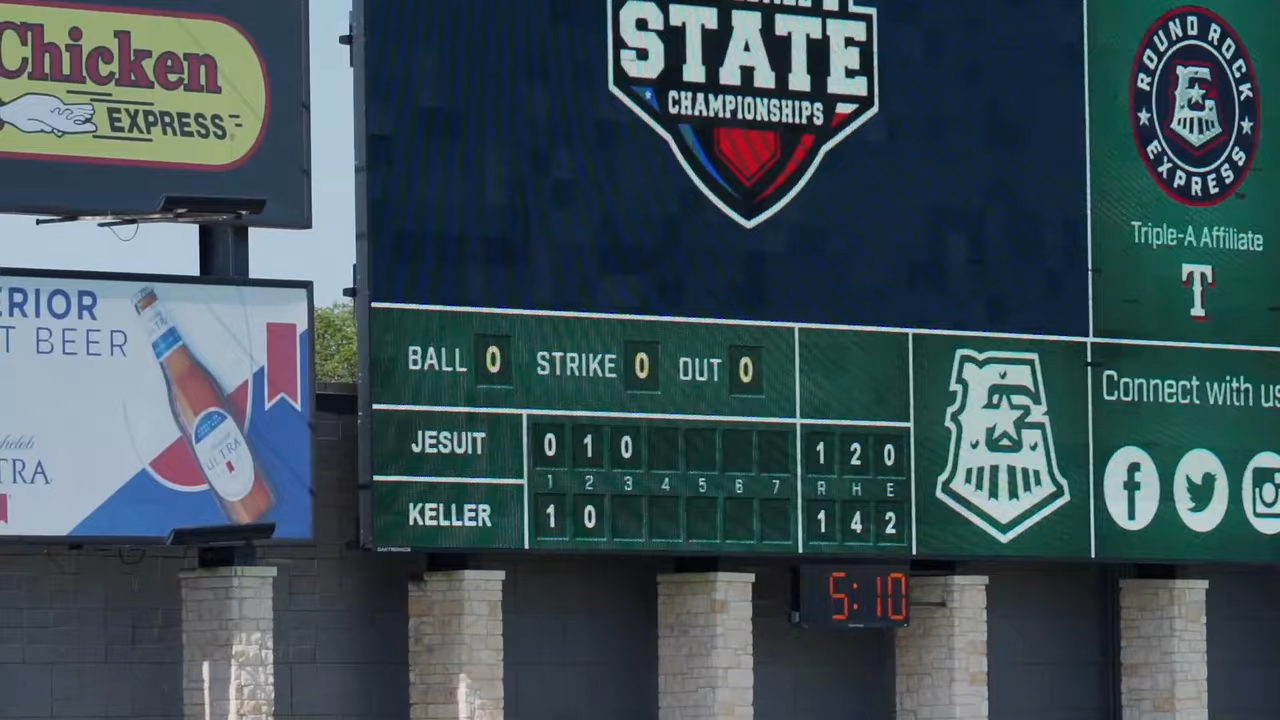 Chicken
EXPRESS
ERIOR
T BEER
ULTRA
TRA
STATE
CHAMPIONSHIPS
ROUND ROCK
EXPRESS
Triple-A Affiliate
T
BALL 0 STRIKE 0 OUT 0
JESUIT 0 1 0 1 2 0
1 2 3 4 5 6 7 R H E
KELLER 1 0 1 4 2
E
Connect with us
5:10